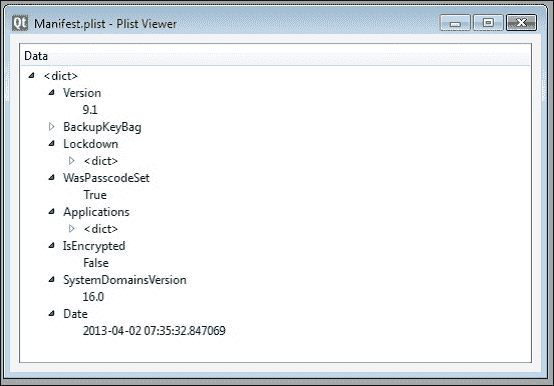 Qt Manifest.plist - Plist Viewer
Data
<dict>
Version
9.1
BackupKeyBag
Lockdown
<dict>
WasPasscodeSet
True
Applications
<dict>
IsEncrypted
False
SystemDomainsVersion
16.0
Date
2013-04-02 07:35:32.847069